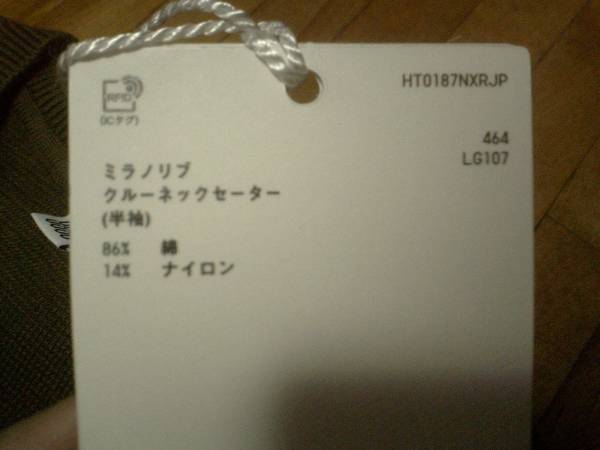 HT0187NXRJP
RFID
(ICタグ)
464
LG107
ミラノリブ
クルーネックセーター
(半袖)
86% 綿
14% ナイロン